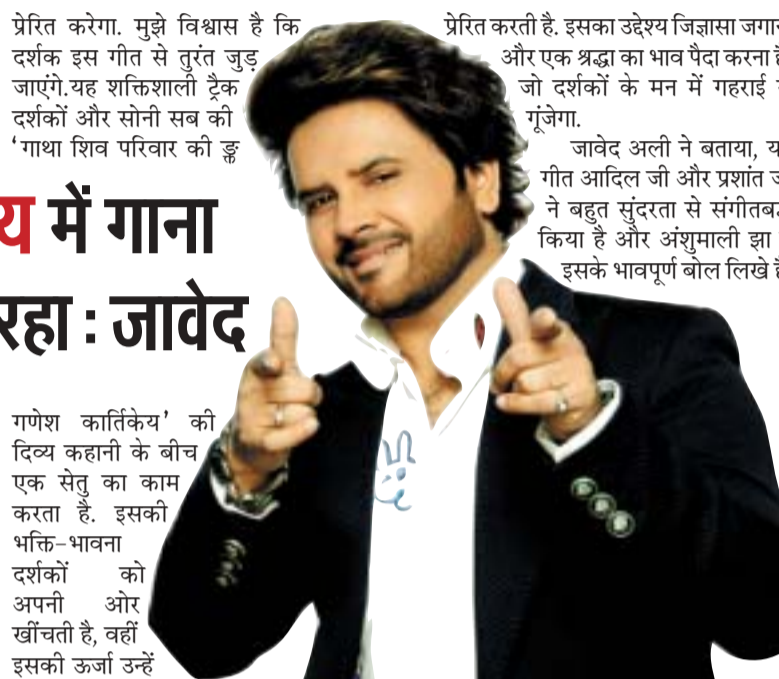 प्रेरित करेगा. मुझे विश्वास है कि
दर्शक इस गीत से तुरंत जुड़
जाएंगे.यह शक्तिशाली ट्रैक
दर्शकों और सोनी सब की
‘गाथा शिव परिवार की ङ्क
य में गाना
रहा : जावेद
गणेश कार्तिकेय’ की
दिव्य कहानी के बीच
एक सेतु का काम
करता है. इसकी
भक्ति-भावना
दर्शकों को
अपनी ओर
खींचती है, वहीं
इसकी ऊर्जा उन्हें
प्रेरित करती है. इसका उद्देश्य जिज्ञासा
और एक श्रद्धा का भाव पैदा करना
जो दर्शकों के मन में गहराई
गूंजेगा.
जावेद अली ने बताया,
गीत आदिल जी और प्रशांत
ने बहुत सुंदरता से
किया है और अंशुमाली झा
इसके भावपूर्ण बोल लिखे